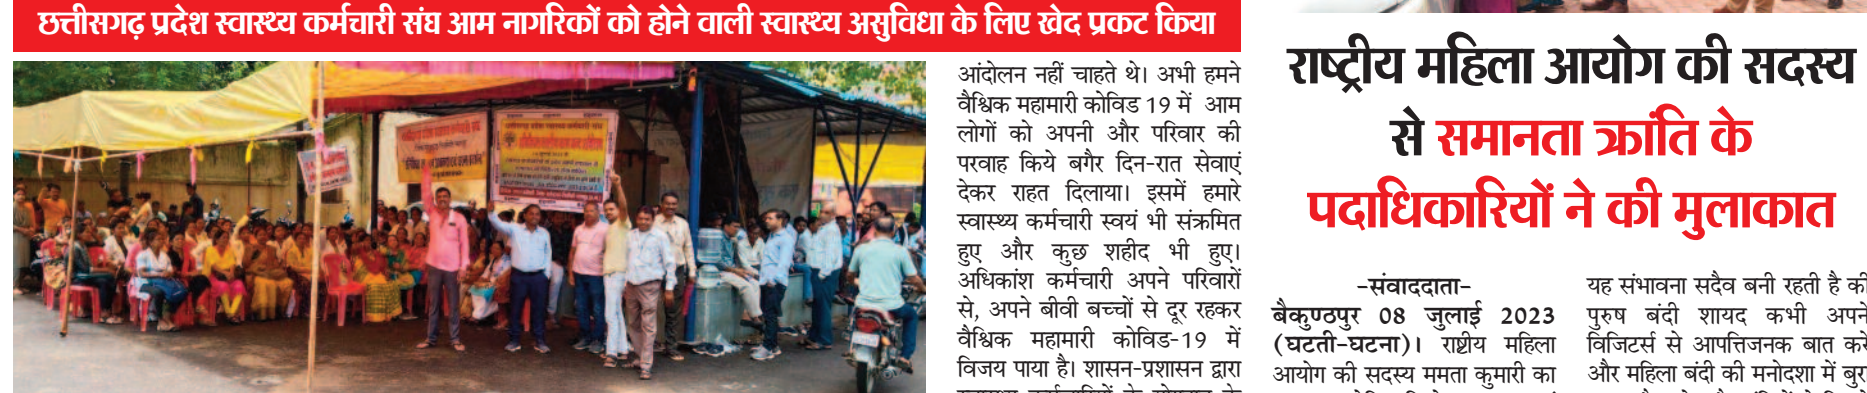 छत्तीसगढ़ प्रदेश स्वास्थ्य कर्मचारी संघ आम नागरिकों को होने वाली स्वास्थ्य असुविधा के लिए खेद प्रकट किया
आंदोलन नहीं चाहते थे। अभी हमने
वैश्विक महामारी कोविड 19 में आम
लोगों को अपनी और परिवार की
परवाह किये बगैर दिन-रात सेवाएं
देकर राहत दिलाया। इसमें हमारे
स्वास्थ्य कर्मचारी स्वयं भी संक्रमित
हुए और कुछ शहीद भी हुए।
अधिकांश कर्मचारी अपने परिवारों
से, अपने बीवी बच्चों से दूर रहकर
वैश्विक महामारी कोविड-19 में
विजय पाया है। शासन-प्रशासन द्वारा
राष्ट्रीय महिला आयोग की सदस्य
से समानता क्रांति के
पदाधिकारियों ने की मुलाकात
-संवाददाता-
बैकुण्ठपुर 08 जुलाई 2023
(घटती-घटना)। राष्ट्रीय महिला
आयोग की सदस्य ममता कुमारी का
यह संभावना सदैव बनी रहती है की
पुरुष बंदी शायद कभी अपने
विजिटर्स से आपत्तिजनक बात करे
और महिला बंदी की मनोदशा में बुरा